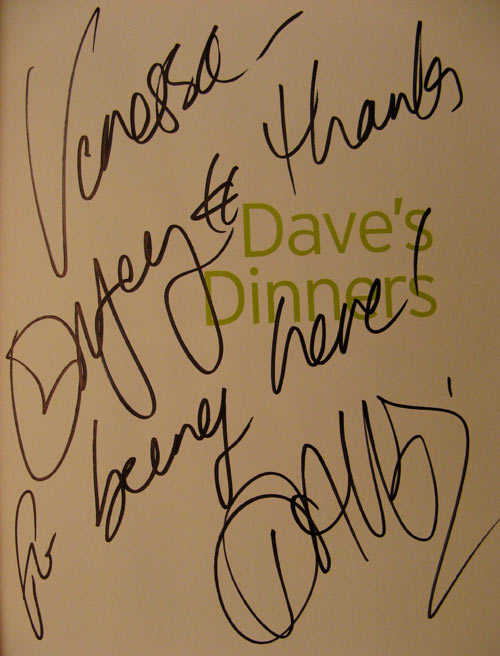 Vanessa –
Enjoy & thanks
for being here!
Dave's
Dinners